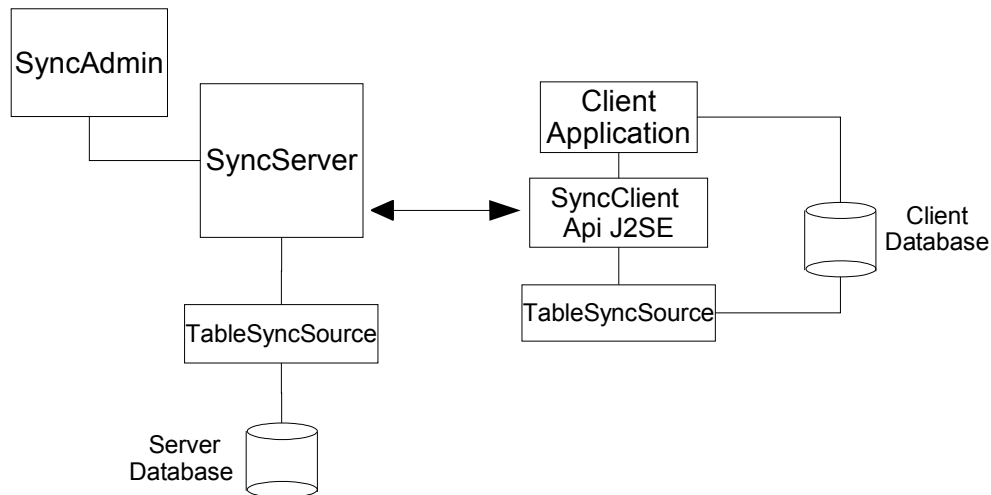 SyncAdmin
SyncServer
TableSyncSource
Server
Database
Client
Application
SyncClient
Api J2SE
TableSyncSource
Client
Database